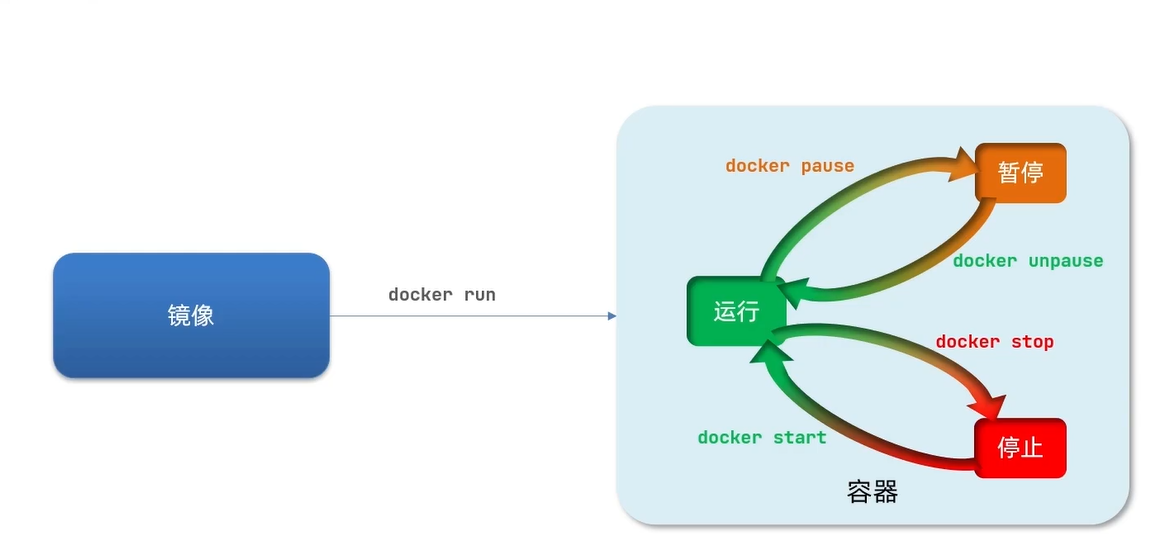 docker pause
暂停
docker unpause
docker run
镜像
运行
docker stop
docker start
停止
容器